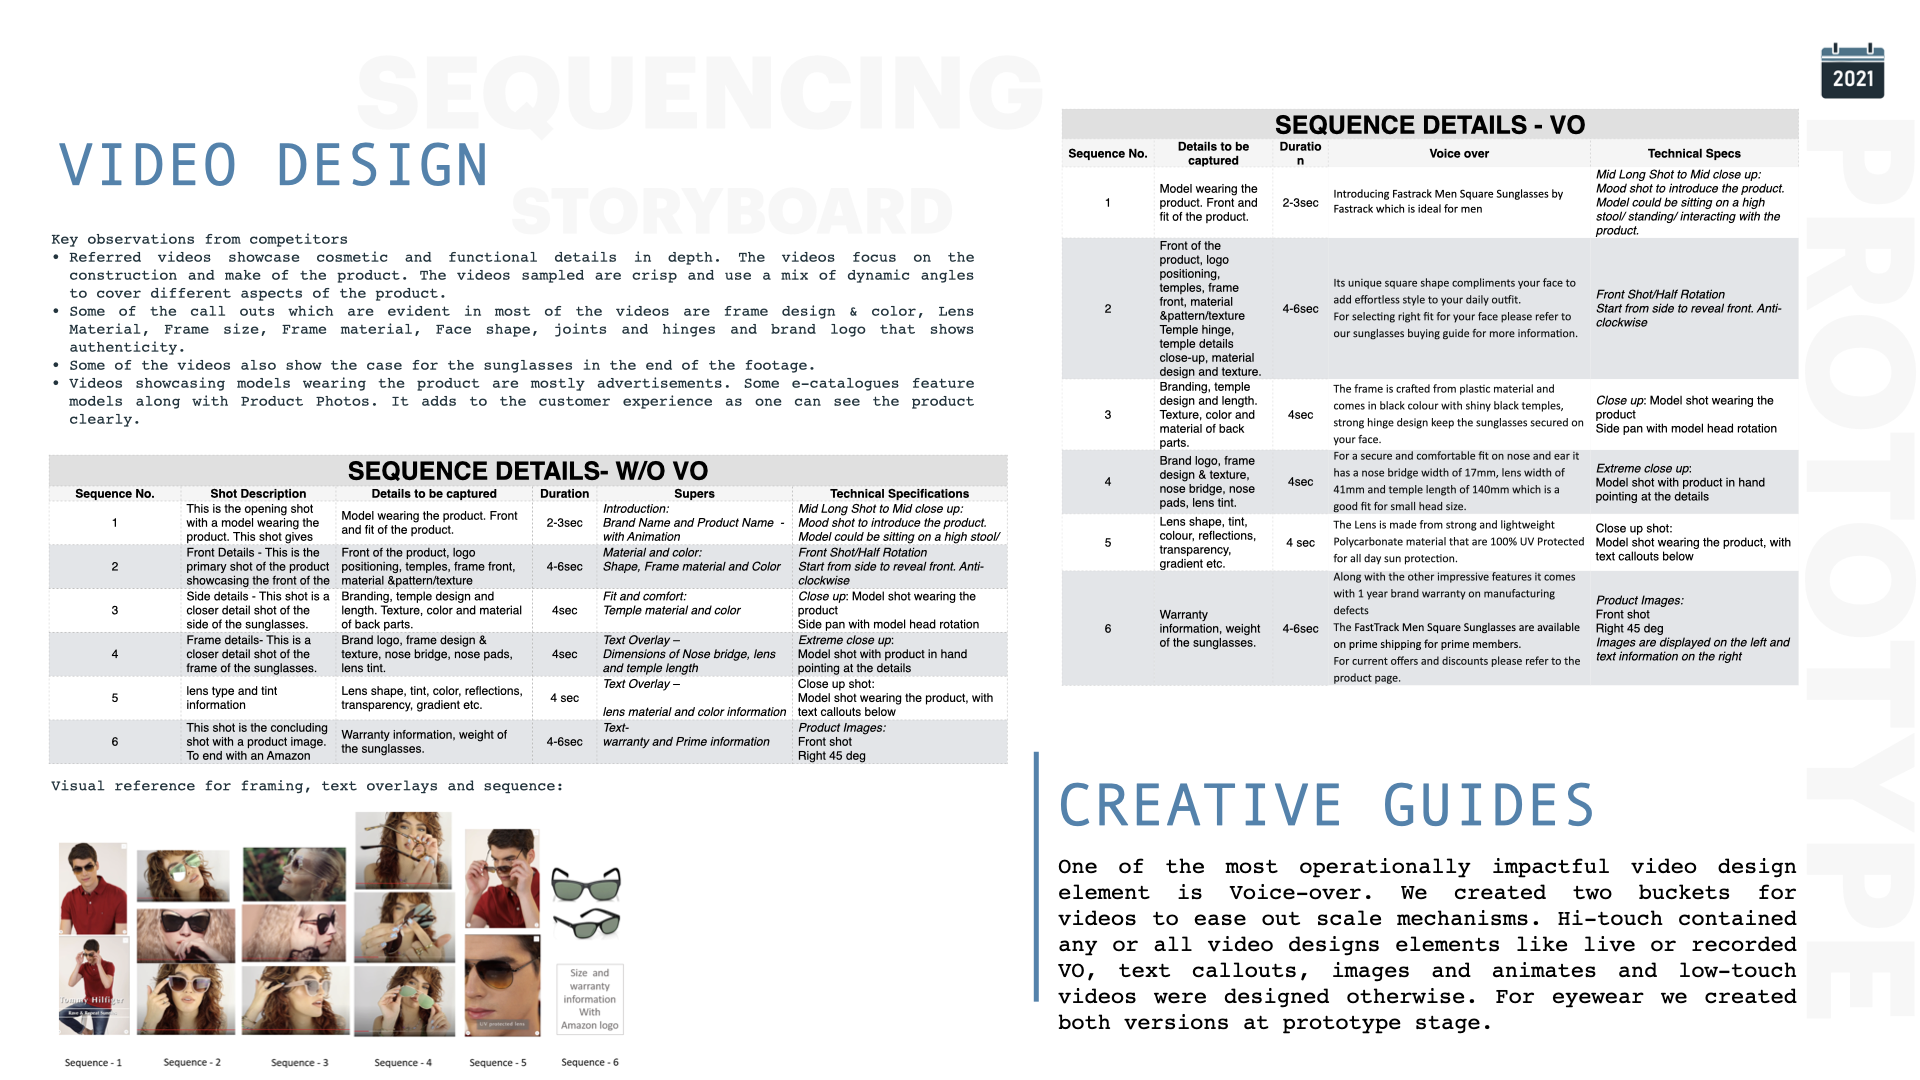 SEQUENCING
2021
VIDEO DESIGN
STORYBOARD
Key observations from competitors
• Referred videos showcase cosmetic and functional details in depth. The videos focus on the
construction and make of the product. The videos sampled are crisp and use a mix of dynamic angles
to cover different aspects of the product.
• Some of the call outs which are evident in most of the videos are frame design & color, Lens
Material, Frame size, Frame material, Face shape, joints and hinges and brand logo that shows
authenticity.
• Some of the videos also show the case for the sunglasses in the end of the footage.
• Videos showcasing models wearing the product are mostly advertisements. Some e-catalogues feature
models along with Product Photos. It adds to the customer experience as one can see the product
clearly.
SEQUENCE DETAILS- W/O VO
Sequence No. Shot Description Details to be captured Duration Supers Technical Specifications
1
This is the opening shot
with a model wearing the
product. This shot gives
Model wearing the product. Front
and fit of the product.
2-3sec
Introduction:
Brand Name and Product Name -
with Animation
Mid Long Shot to Mid close up:
Mood shot to introduce the product.
Model could be sitting on a high stool/
2
Front Details - This is the
primary shot of the product
showcasing the front of the
Front of the product, logo
positioning, temples, frame front,
material &pattern/texture
4-6sec
Material and color:
Shape, Frame material and Color
Front Shot/Half Rotation
Start from side to reveal front. Anti-
clockwise
3
Side details - This shot is a
closer detail shot of the
side of the sunglasses.
Branding, temple design and
length. Texture, color and material
of back parts.
4sec
Fit and comfort:
Temple material and color
Close up: Model shot wearing the
product
Side pan with model head rotation
4
Frame details- This is a
closer detail shot of the
frame of the sunglasses.
Brand logo, frame design &
texture, nose bridge, nose pads,
lens tint.
4sec
Text Overlay –
Dimensions of Nose bridge, lens
and temple length
Extreme close up:
Model shot with product in hand
pointing at the details
5
lens type and tint
information
Lens shape, tint, color, reflections,
transparency, gradient etc.
4 sec
Text Overlay –
lens material and color information
Close up shot:
Model shot wearing the product, with
text callouts below
6
This shot is the concluding
shot with a product image.
To end with an Amazon
Warranty information, weight of
the sunglasses.
4-6sec
Text-
warranty and Prime information
Product Images:
Front shot
Right 45 deg
Visual reference for framing, text overlays and sequence:
Tommy Hilfiger
UV protected lens
Size and
warranty
information
With
Amazon logo
Sequence - 1 Sequence - 2 Sequence - 3 Sequence - 4 Sequence - 5 Sequence - 6
SEQUENCE DETAILS - VO
Sequence No. Details to be captured Duratio
n Voice over Technical Specs
1
Model wearing the
product. Front and
fit of the product.
2-3sec
Introducing Fastrack Men Square Sunglasses by
Fastrack which is ideal for men
Mid Long Shot to Mid close up:
Mood shot to introduce the product.
Model could be sitting on a high
stool/ standing/ interacting with the
product.
2
Front of the
product, logo
positioning,
temples, frame
front, material
&pattern/texture
Temple hinge,
temple details
close-up, material
design and texture.
4-6sec
Its unique square shape compliments your face to
add effortless style to your daily outfit.
For selecting right fit for your face please refer to
our sunglasses buying guide for more information.
Front Shot/Half Rotation
Start from side to reveal front. Anti-
clockwise
3
Branding, temple
design and length.
Texture, color and
material of back
parts.
4sec
The frame is crafted from plastic material and
comes in black colour with shiny black temples,
strong hinge design keep the sunglasses secured on
your face.
Close up: Model shot wearing the
product
Side pan with model head rotation
4
Brand logo, frame
design & texture,
nose bridge, nose
pads, lens tint.
4sec
For a secure and comfortable fit on nose and ear it
has a nose bridge width of 17mm, lens width of
41mm and temple length of 140mm which is a
good fit for small head size.
Extreme close up:
Model shot with product in hand
pointing at the details
5
Lens shape, tint,
colour, reflections,
transparency,
gradient etc.
4 sec
The Lens is made from strong and lightweight
Polycarbonate material that are 100% UV Protected
for all day sun protection.
Close up shot:
Model shot wearing the product, with
text callouts below
6
Warranty
information, weight
of the sunglasses.
4-6sec
Along with the other impressive features it comes
with 1 year brand warranty on manufacturing
defects
The FastTrack Men Square Sunglasses are available
on prime shipping for prime members.
For current offers and discounts please refer to the
product page.
Product Images:
Front shot
Right 45 deg
Images are displayed on the left and
text information on the right
CREATIVE GUIDES
One of the most operationally impactful video design
element is Voice-over. We created two buckets for
videos to ease out scale mechanisms. Hi-touch contained
any or all video designs elements like live or recorded
VO, text callouts, images and animates and low-touch
videos were designed otherwise. For eyewear we created
both versions at prototype stage.
PROTOTYPE